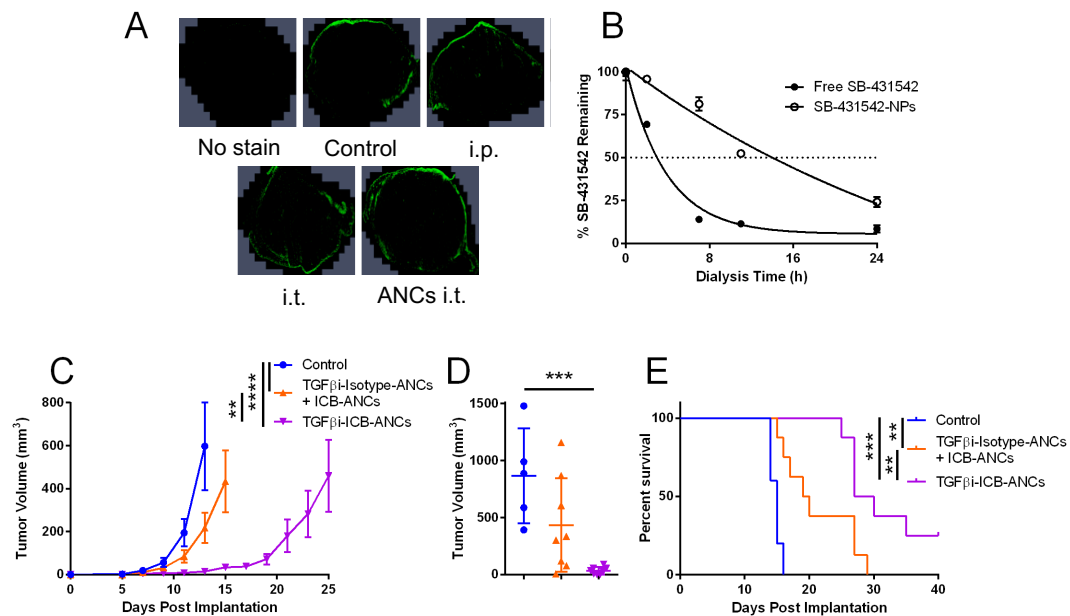 A
No stain
Control
i.p.
i.t.
ANCs i.t.
B
% SB-431542 Remaining
100
75
50
25
0
0
8
16
24
Dialysis Time (h)
Free SB-431542
SB-431542-NPs
C
Tumor Volume (mm³)
800
600
400
200
0
0
5
10
15
20
25
Days Post Implantation
**
****
Control
TGFβi-Isotype-ANCs
+ ICB-ANCs
TGFβi-ICB-ANCs
D
Tumor Volume (mm³)
1500
1000
500
0
***
E
Percent survival
100
50
0
0
10
20
30
40
Days Post Implantation
***
**
**
Control
TGFβi-Isotype-ANCs
+ ICB-ANCs
TGFβi-ICB-ANCs